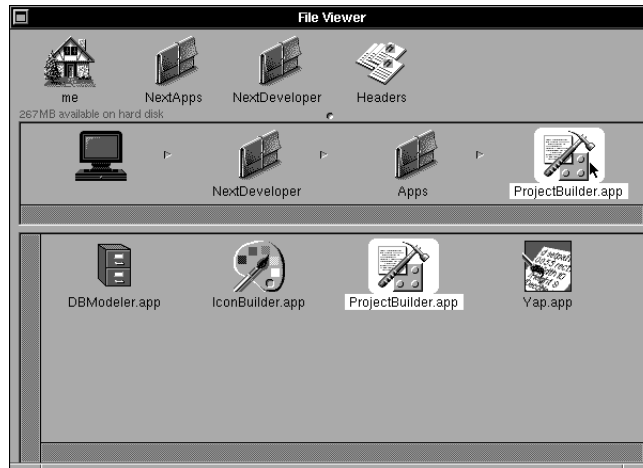 File Viewer
me
NextApps
NextDeveloper
Headers
267MB available on hard disk
NextDeveloper
Apps
ProjectBuilder.app
DBModeler.app
IconBuilder.app
ProjectBuilder.app
Yap.app